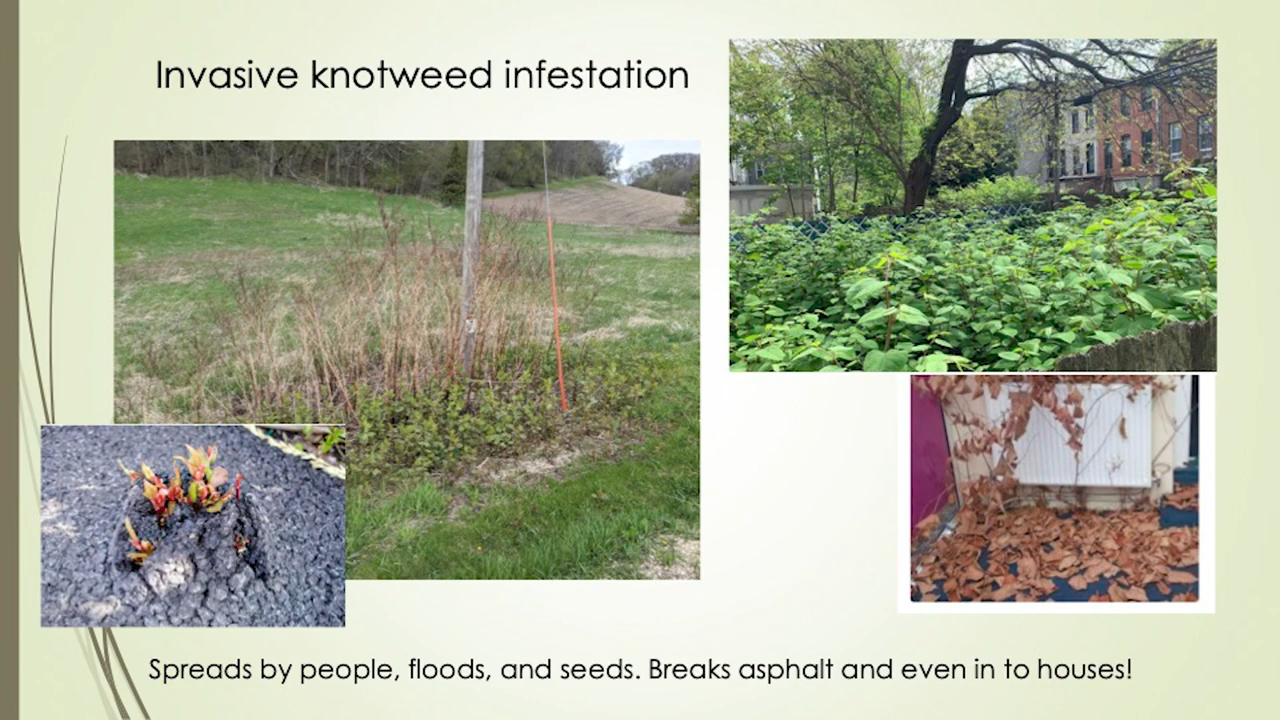 Invasive knotweed infestation
Spreads by people, floods, and seeds. Breaks asphalt and even in to houses!